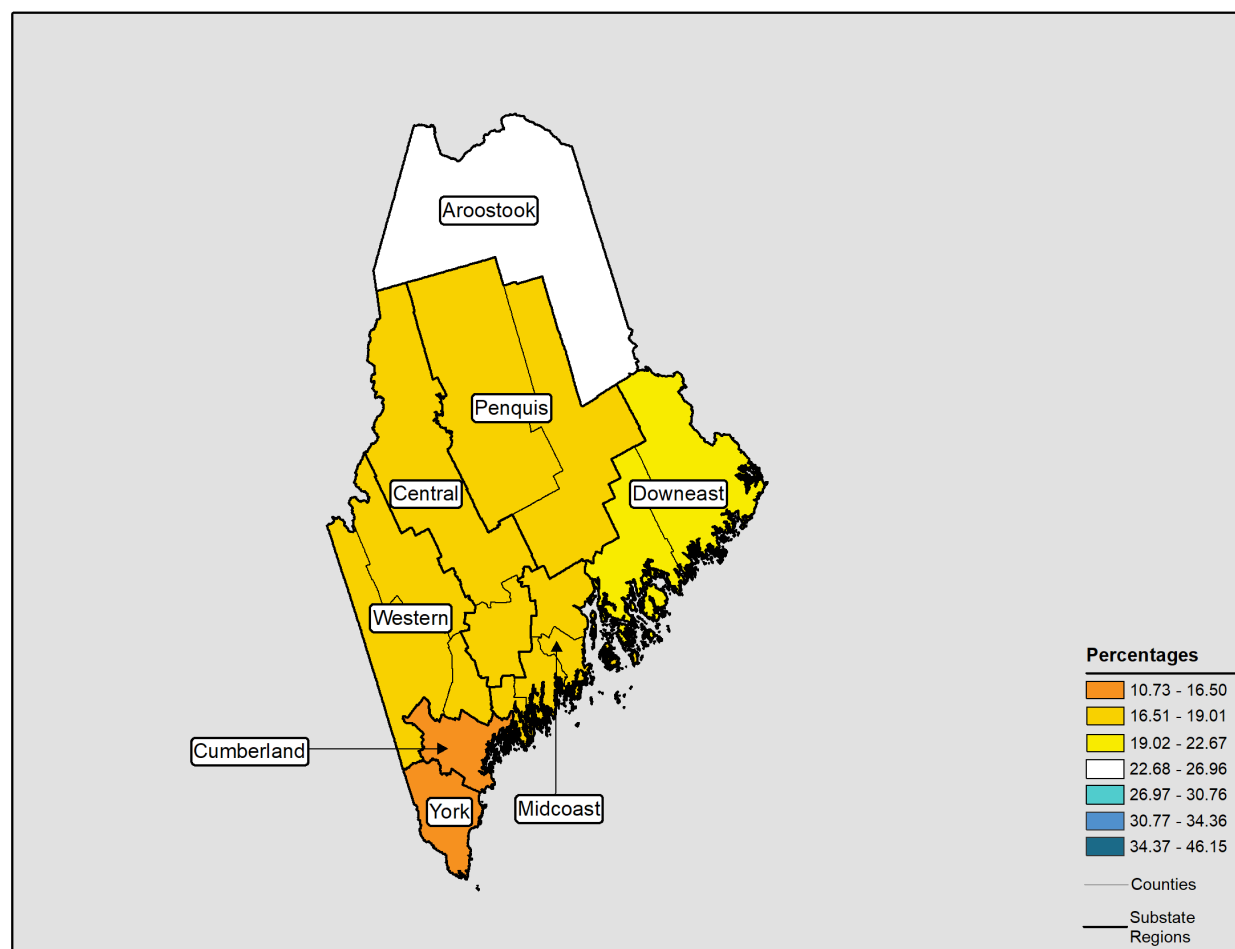 Aroostook
Penquis
Central
Downeast
Western
Cumberland
York
Midcoast
Percentages
10.73 - 16.50
16.51 - 19.01
19.02 - 22.67
22.68 - 26.96
26.97 - 30.76
30.77 - 34.36
34.37 - 46.15
Counties
Substate
Regions